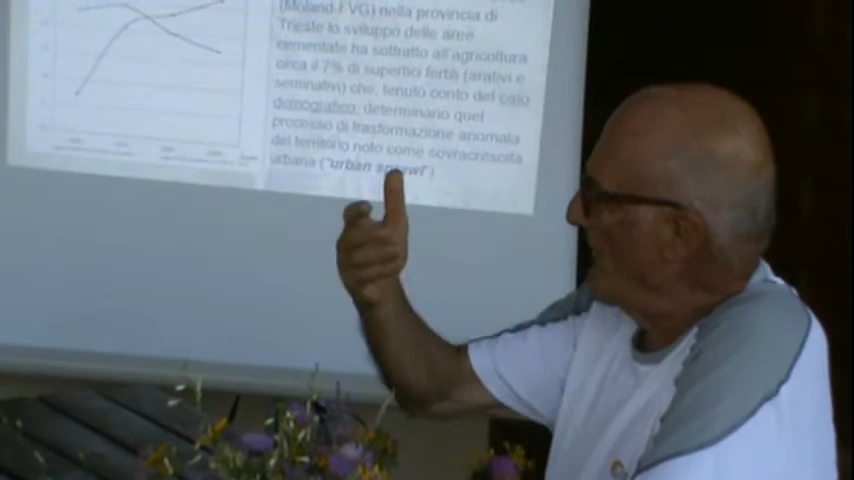 (Moland-FVG) nella provincia di
Trieste lo sviluppo delle aree
cementate ha sottratto all'agricoltura
circa il 7% di superfici fertili (arativi e
seminativi) che, tenuto conto del calo
demografico, determinano quel
processo di trasformazione anomala
del territorio noto come sovracrescita
urbana ("urban sprawl")